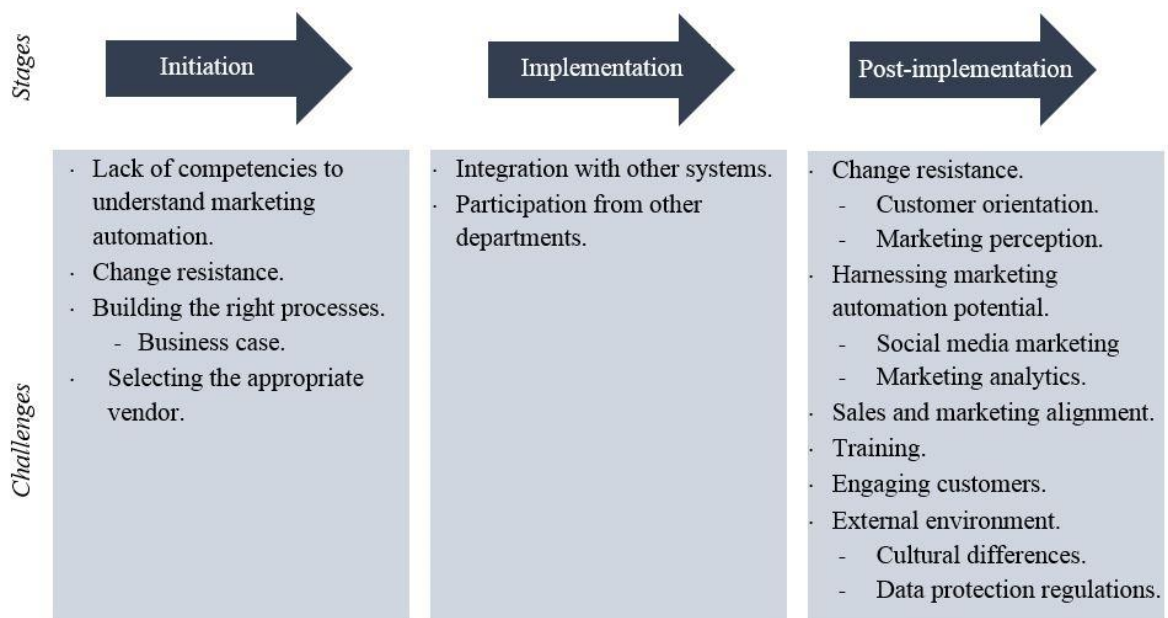 Stages
Initiation
Implementation
Post-implementation
Challenges
· Lack of competencies to
understand marketing
automation.
· Change resistance.
· Building the right processes.
- Business case.
· Selecting the appropriate
vendor.
· Integration with other systems.
· Participation from other
departments.
· Change resistance.
- Customer orientation.
- Marketing perception.
· Harnessing marketing
automation potential.
- Social media marketing
- Marketing analytics.
· Sales and marketing alignment.
· Training.
· Engaging customers.
· External environment.
- Cultural differences.
- Data protection regulations.